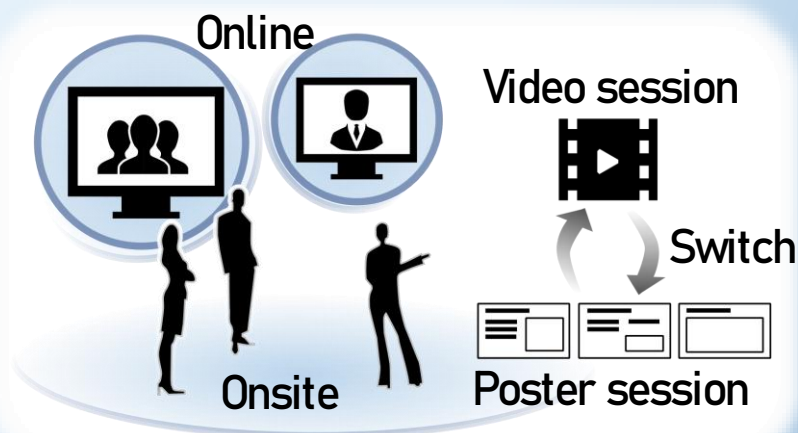 Online
Video session
Switch
Onsite
Poster session